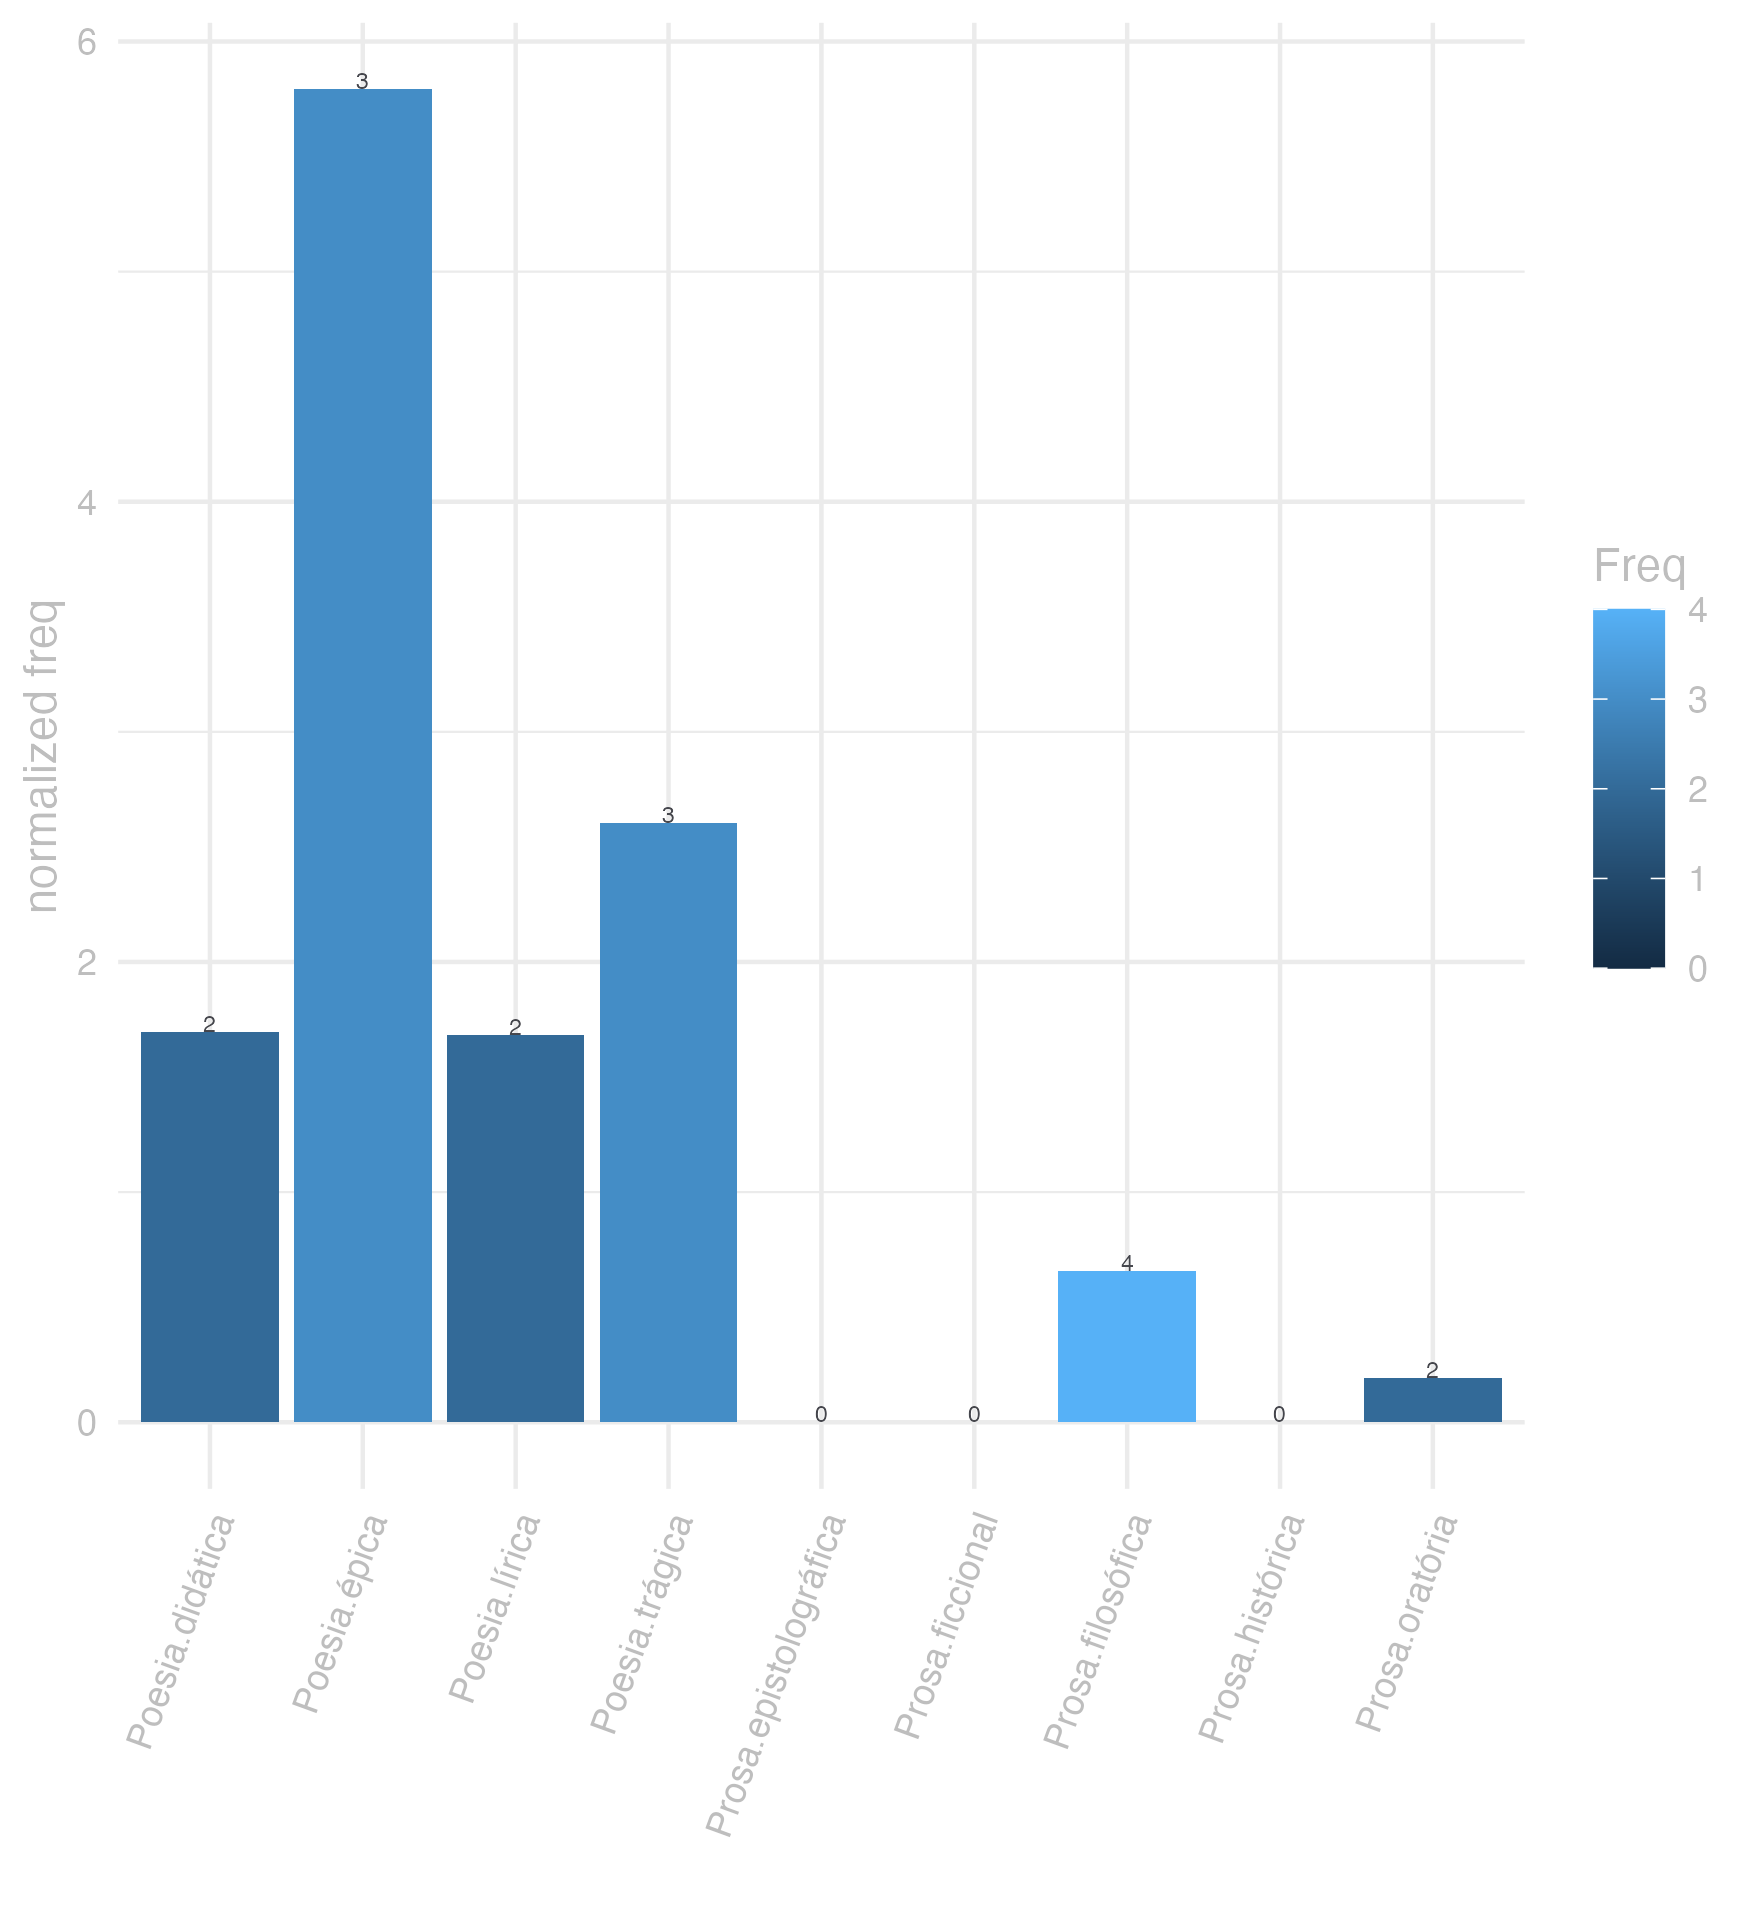 6
4
2
0
normalized freq
3
2
2
3
0
0
4
0
2
Poesia.didática
Poesia.épica
Poesia.lírica
Poesia.trágica
Prosa.epistolográfica
Prosa.ficcional
Prosa.filosófica
Prosa.histórica
Prosa.oratória
Freq
4
3
2
1
0